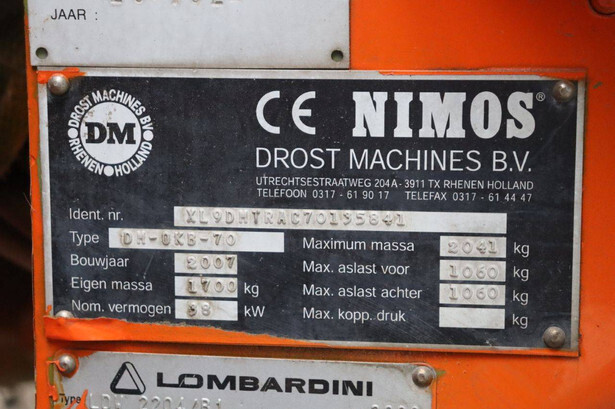 JAAR :
DROST MACHINES BV.
DM
RHENEN HOLLAND
CE NIMOS®
DROST MACHINES B.V.
UTRECHTSESTRAATWEG 204A - 3911 TX RHENEN HOLLAND
TELEFOON 0317 - 61 90 17 TELEFAX 0317 - 61 44 47
Ident. nr. XL9DMTRAC70135841
Type DM-DKB-70
Bouwjaar 2007
Eigen massa 1700 kg
Nom. vermogen kW
Maximum massa 2041 kg
Max. aslast voor 1060 kg
Max. aslast achter 1060 kg
Max. kopp. druk kg
LOMBARDINI
Type